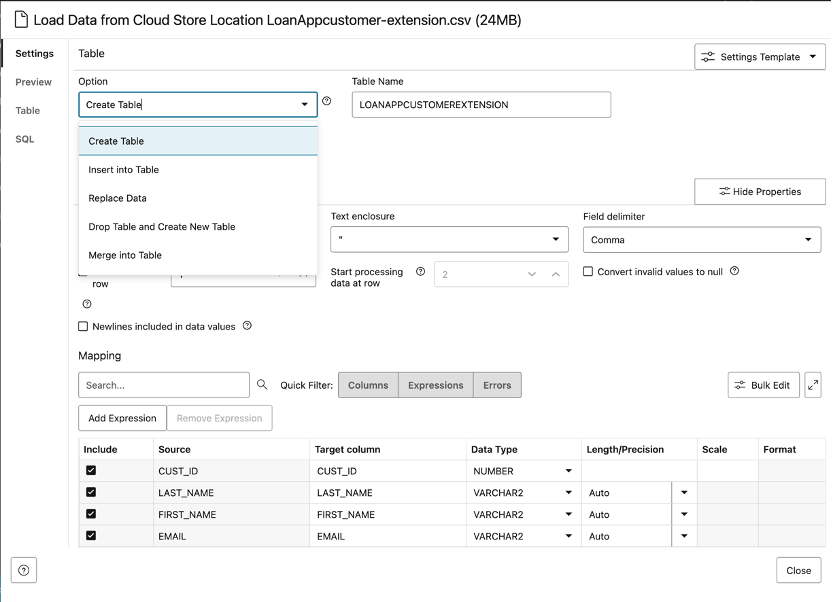 Load Data from Cloud Store Location LoanAppcustomer-extension.csv (24MB)
Settings
Preview
Table
SQL
Table
Settings Template
Option
Table Name
Create Table
LOANAPPCUSTOMEREXTENSION
Create Table
Insert into Table
Replace Data
Drop Table and Create New Table
Merge into Table
Hide Properties
Text enclosure
Field delimiter
"
Comma
row
Start processing
data at row
2
Convert invalid values to null
Newlines included in data values
Mapping
Search...
Quick Filter: Columns Expressions Errors
Bulk Edit
Add Expression Remove Expression
Include Source Target column Data Type Length/Precision Scale Format
CUST_ID CUST_ID NUMBER
LAST_NAME LAST_NAME VARCHAR2 Auto
FIRST_NAME FIRST_NAME VARCHAR2 Auto
EMAIL EMAIL VARCHAR2 Auto
Close